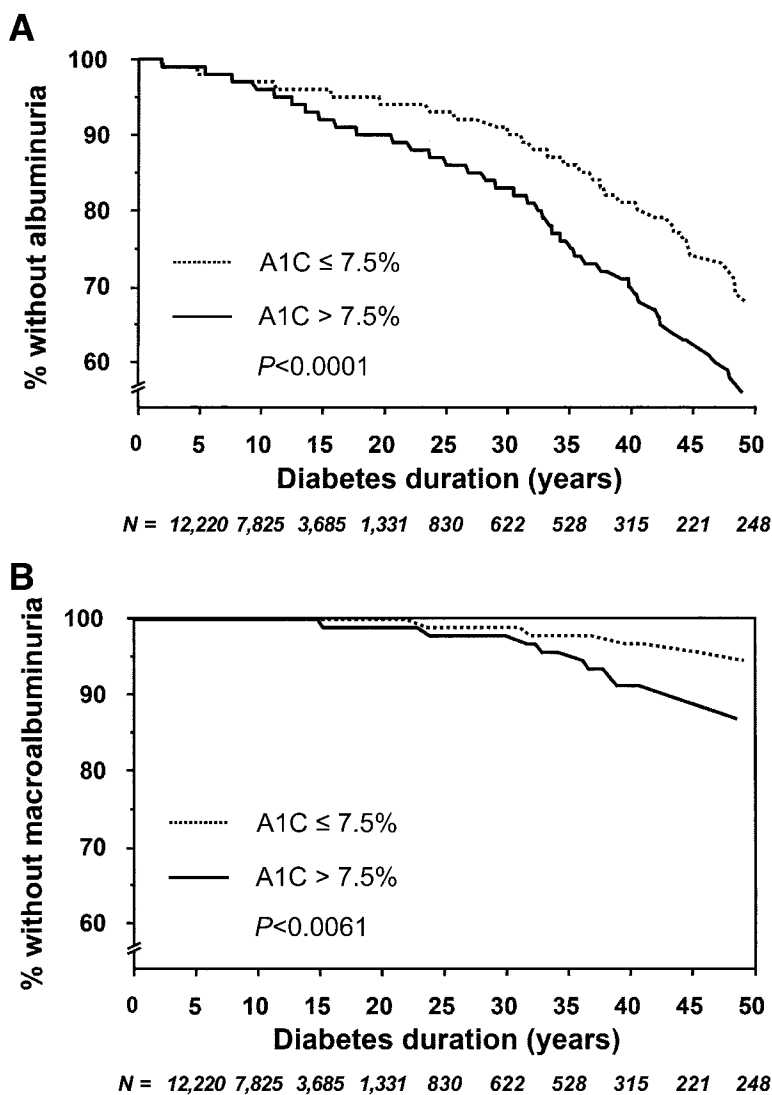 A
% without albuminuria
100
90
80
70
60
A1C ≤ 7.5%
A1C > 7.5%
P<0.0001
0 5 10 15 20 25 30 35 40 45 50
Diabetes duration (years)
N = 12,220 7,825 3,685 1,331 830 622 528 315 221 248
B
% without macroalbuminuria
100
90
80
70
60
A1C ≤ 7.5%
A1C > 7.5%
P<0.0061
0 5 10 15 20 25 30 35 40 45 50
Diabetes duration (years)
N = 12,220 7,825 3,685 1,331 830 622 528 315 221 248